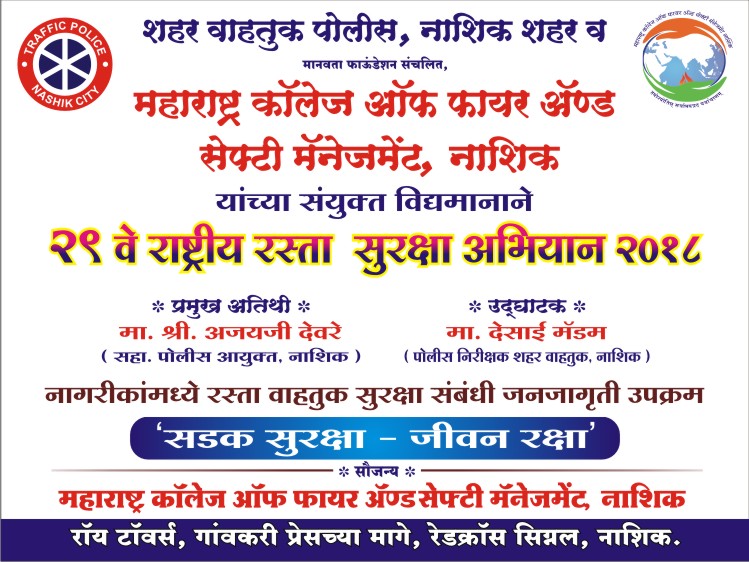 TRAFFIC POLICE
NASHIK CITY
शहर वाहतुक पोलीस, नाशिक शहर व
मानवता फाऊंडेशन संचलित,
महाराष्ट्र कॉलेज ऑफ फायर ॲण्ड
सेफ्टी मॅनेजमेंट, नाशिक
यांच्या संयुक्त विद्यमानाने
२९ वे राष्ट्रीय रस्ता सुरक्षा अभियान २०१८
* प्रमुख अतिथी *
मा. श्री. अजयजी देवरे
( सहा. पोलीस आयुक्त, नाशिक )
* उद्घाटक *
मा. देसाई मॅडम
( पोलीस निरीक्षक शहर वाहतुक, नाशिक )
नागरीकांमध्ये रस्ता वाहतुक सुरक्षा संबंधी जनजागृती उपक्रम
‘सडक सुरक्षा – जीवन रक्षा’
* सौजन्य *
महाराष्ट्र कॉलेज ऑफ फायर ॲण्ड सेफ्टी मॅनेजमेंट, नाशिक
रॉय टॉवर्स, गांवकरी प्रेसच्या मागे, रेडक्रॉस सिग्नल, नाशिक.